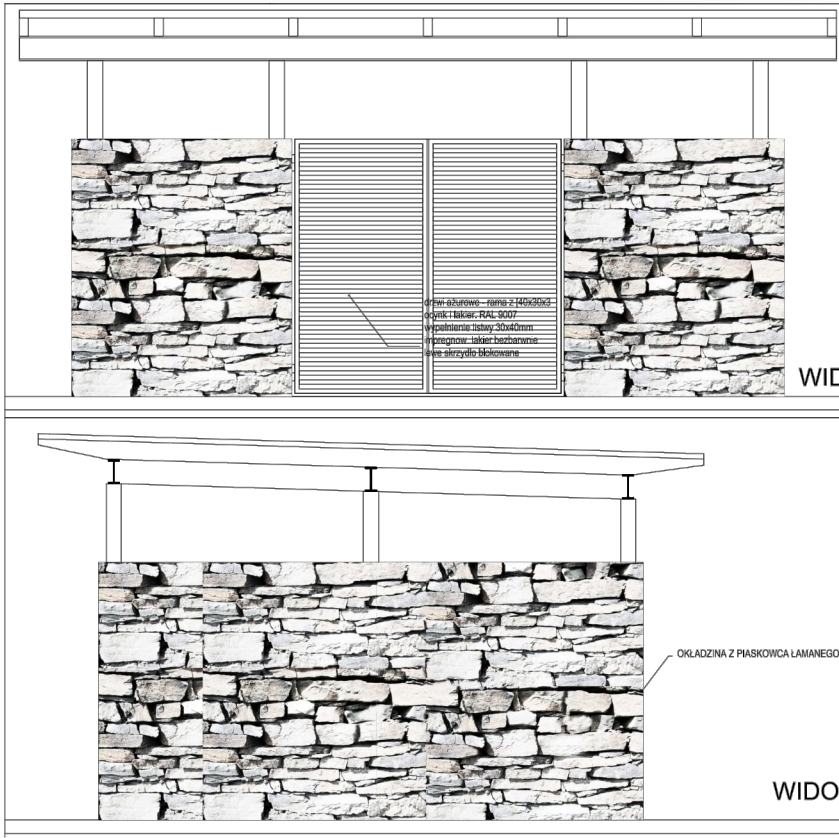 drzwi ażurowe - rama z [40x30x3
ocynk i lakier. RAL 9007
wypełnienie listwy 30x40mm
impregnow. lakier bezbarwnie
lewe skrzydło blokowane
WID
OKŁADZINA Z PIASKOWCA ŁAMANEGO
WIDO